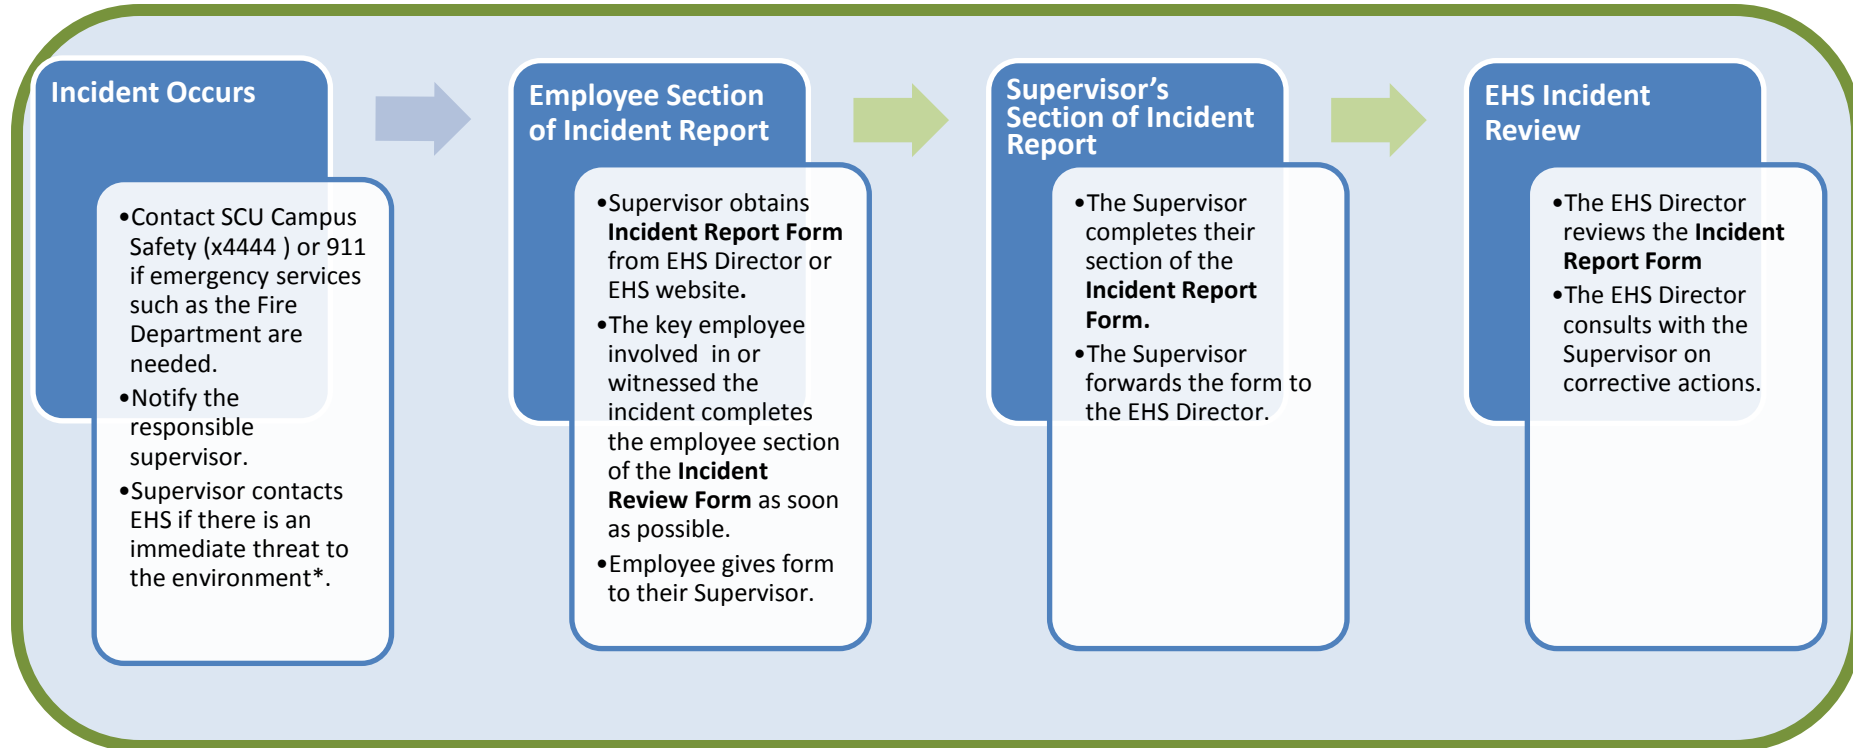 Incident Occurs
•Contact SCU Campus
Safety (x4444 ) or 911
if emergency services
such as the Fire
Department are
needed.
•Notify the
responsible
supervisor.
•Supervisor contacts
EHS if there is an
immediate threat to
the environment*.
Employee Section
of Incident Report
•Supervisor obtains
Incident Report Form
from EHS Director or
EHS website.
•The key employee
involved  in or
witnessed the
incident completes
the employee section
of the Incident
Review Form as soon
as possible.
•Employee gives form
to their Supervisor.
Supervisor’s
Section of Incident
Report
•The Supervisor
completes their
section of the
Incident Report
Form.
•The Supervisor
forwards the form to
the EHS Director.
EHS Incident
Review
•The EHS Director
reviews the Incident
Report Form
•The EHS Director
consults with the
Supervisor on
corrective actions.